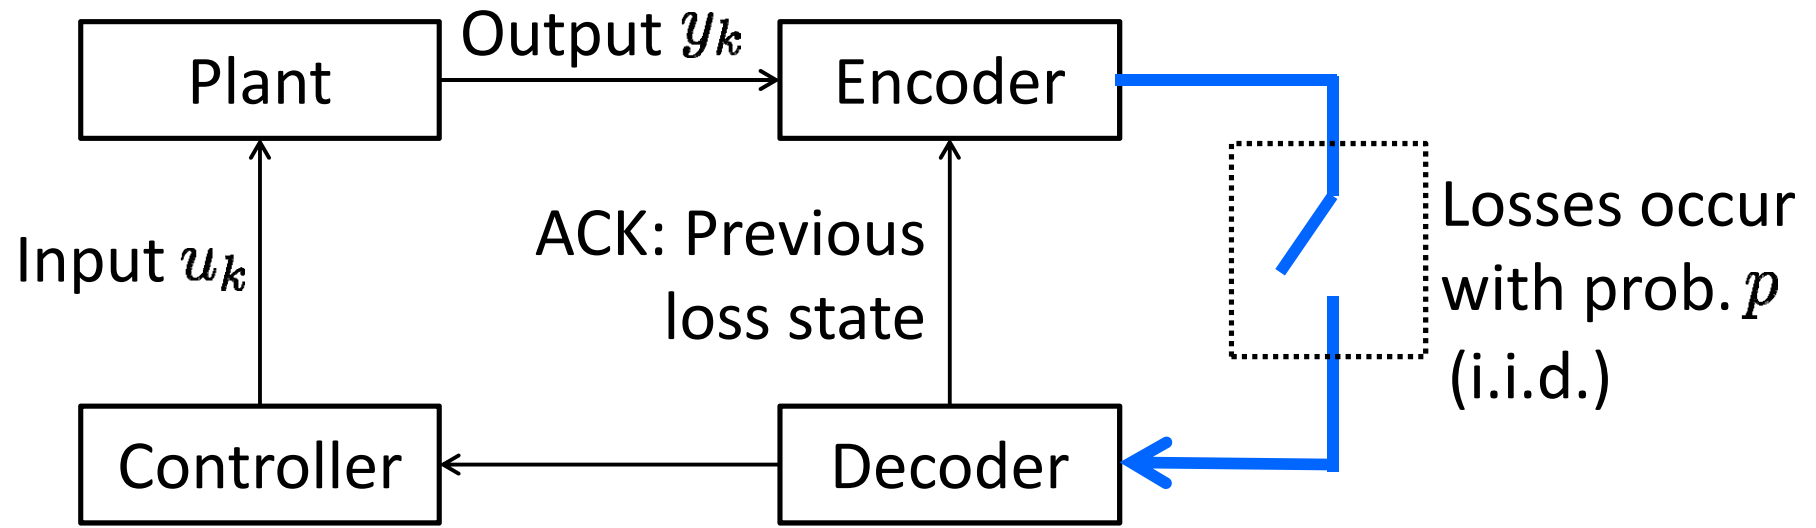 Output y_k
Plant
Encoder
Input u_k
ACK: Previous
loss state
Losses occur
with prob. p
(i.i.d.)
Controller
Decoder